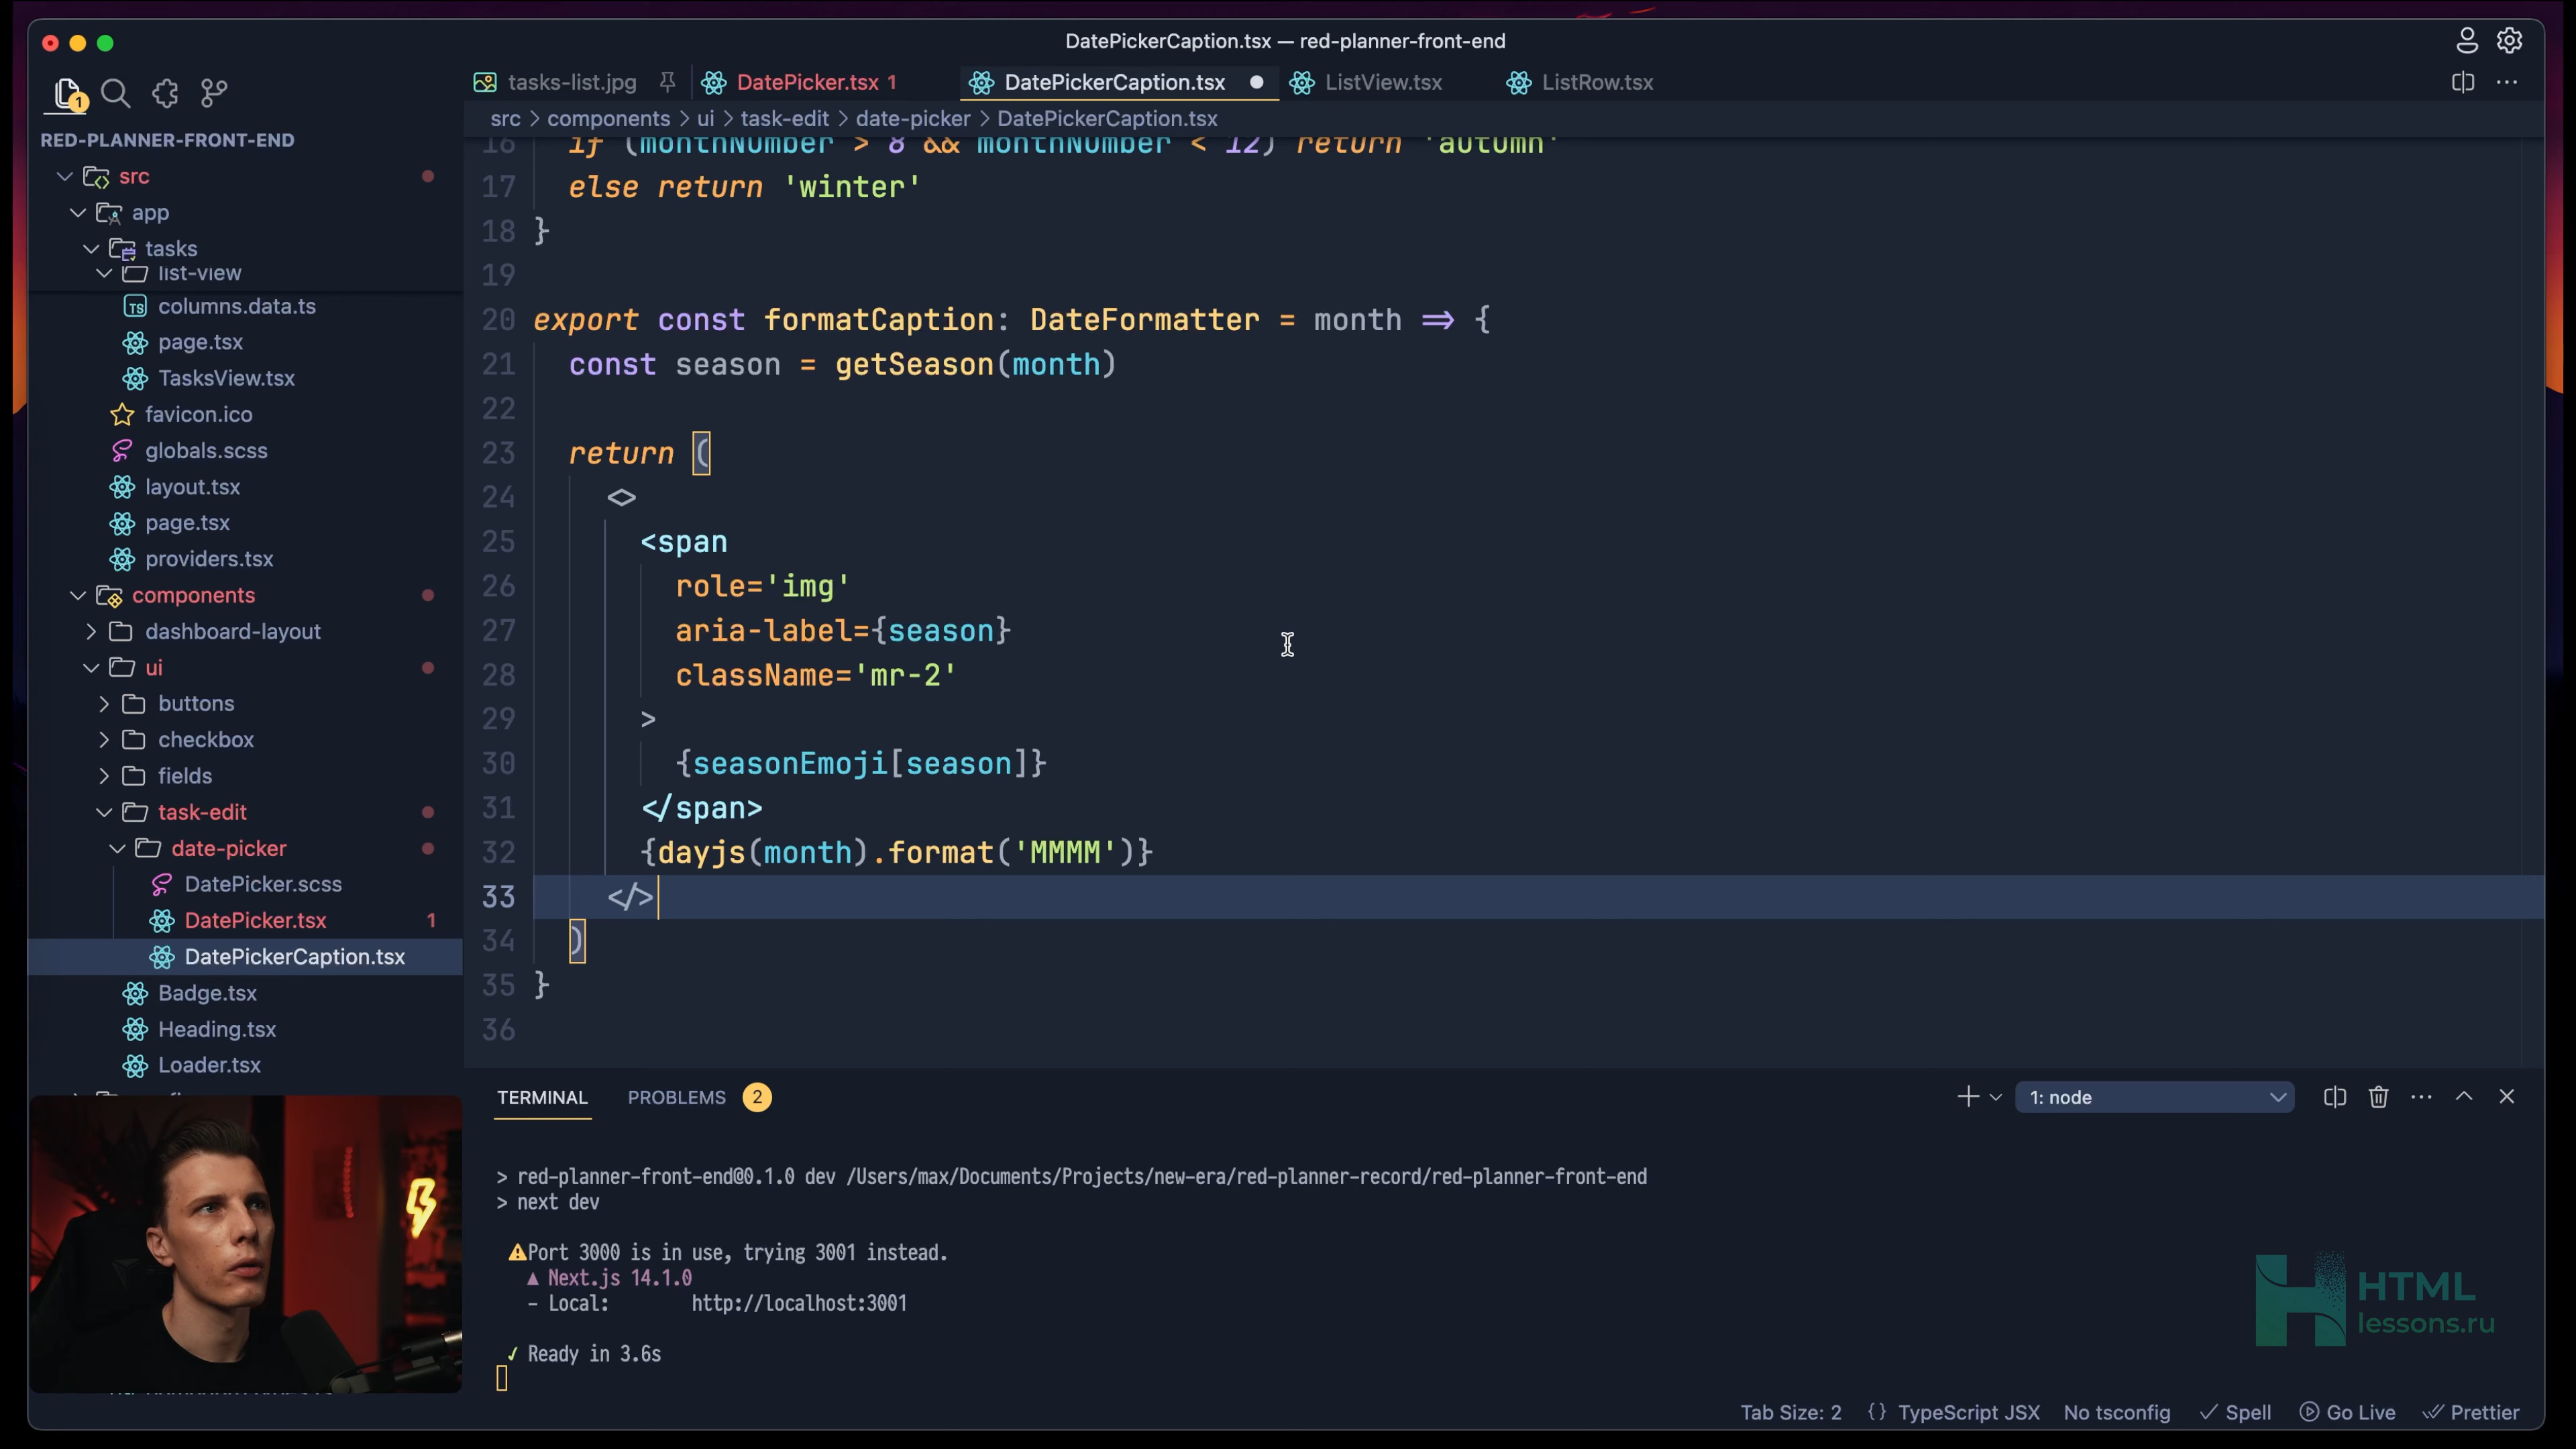 DatePickerCaption.tsx — red-planner-front-end
1
tasks-list.jpg
DatePicker.tsx 1
DatePickerCaption.tsx
ListView.tsx
ListRow.tsx
src > components > ui > task-edit > date-picker > DatePickerCaption.tsx
RED-PLANNER-FRONT-END
src
app
tasks
list-view
columns.data.ts
page.tsx
TasksView.tsx
favicon.ico
globals.scss
layout.tsx
page.tsx
providers.tsx
components
dashboard-layout
ui
buttons
checkbox
fields
task-edit
date-picker
DatePicker.scss
DatePicker.tsx 1
DatePickerCaption.tsx
Badge.tsx
Heading.tsx
Loader.tsx
16 if (monthNumber > 8 && monthNumber < 12) return 'autumn'
17 else return 'winter'
18 }
19
20 export const formatCaption: DateFormatter = month => {
21 const season = getSeason(month)
22
23 return (
24 <>
25 <span
26 role='img'
27 aria-label={season}
28 className='mr-2'
29 >
30 {seasonEmoji[season]}
31 </span>
32 {dayjs(month).format('MMMM')}
33 </>
34 )
35 }
36
TERMINAL
PROBLEMS 2
1: node
> red-planner-front-end@0.1.0 dev /Users/max/Documents/Projects/new-era/red-planner-record/red-planner-front-end
> next dev
⚠Port 3000 is in use, trying 3001 instead.
▲ Next.js 14.1.0
- Local: http://localhost:3001
✓ Ready in 3.6s
HTML
lessons.ru
Tab Size: 2
{} TypeScript JSX
No tsconfig
✓ Spell
Go Live
Prettier